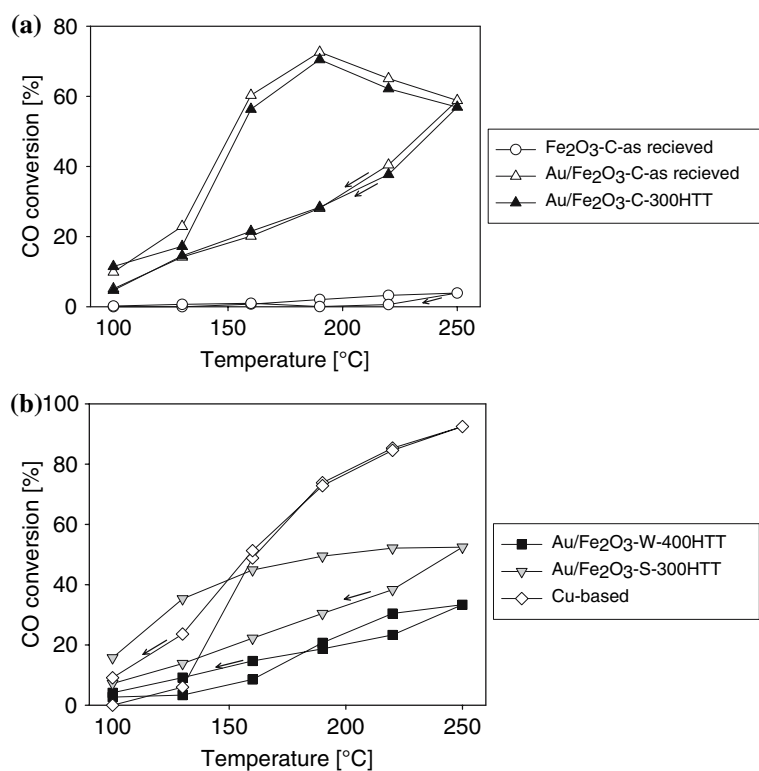 (a)
80
60
40
20
0
CO conversion [%]
100
150
200
250
Temperature [°C]
Fe2O3-C-as recieved
Au/Fe2O3-C-as recieved
Au/Fe2O3-C-300HTT
(b)
100
80
60
40
20
0
CO conversion [%]
100
150
200
250
Temperature [°C]
Au/Fe2O3-W-400HTT
Au/Fe2O3-S-300HTT
Cu-based